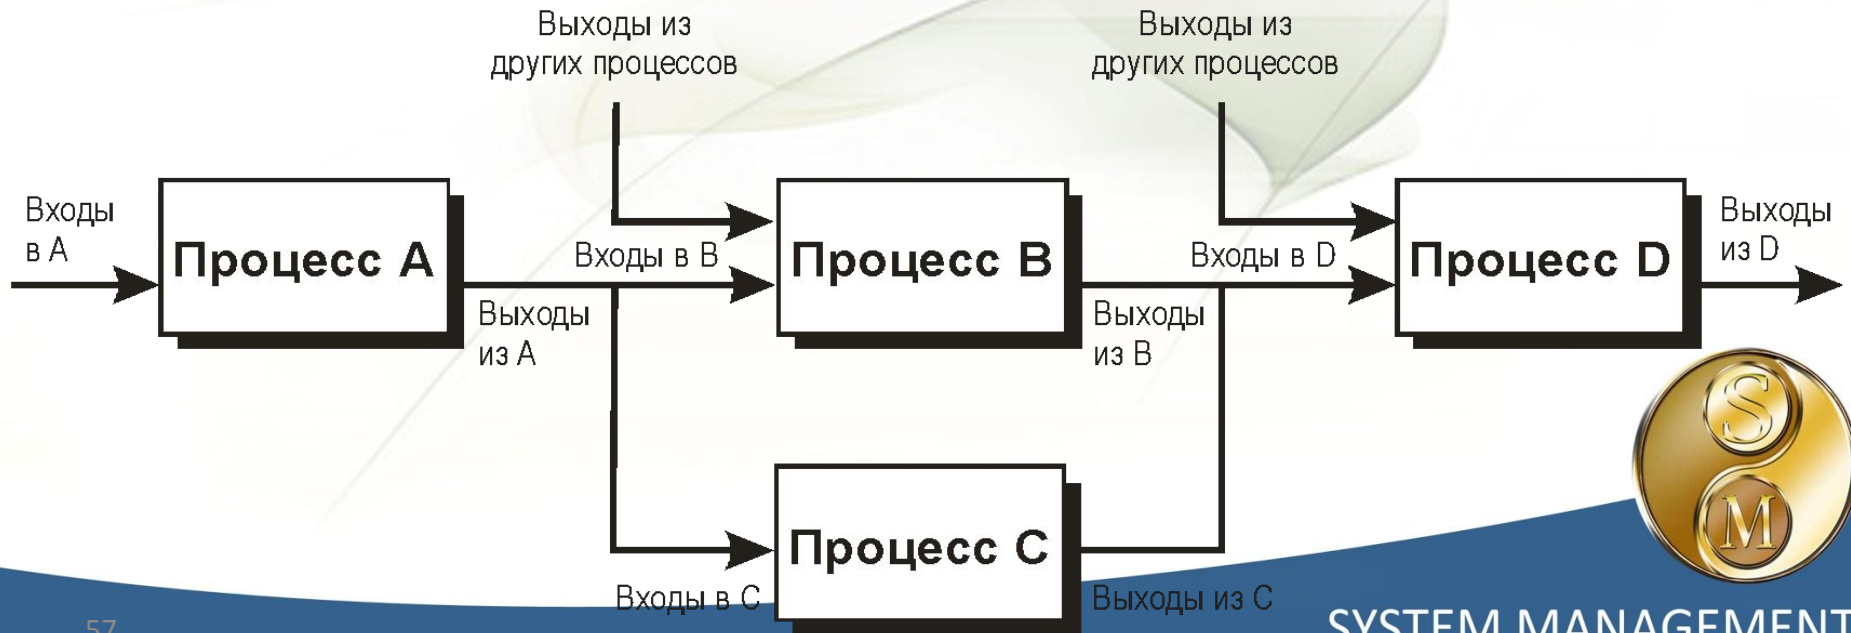 Выходы из
других процессов
Выходы из
других процессов
Входы
в А
Процесс А
Входы в В
Процесс В
Входы в D
Процесс D
Выходы
из D
Выходы
из А
Выходы
из В
S
M
Процесс С
Входы в С
Выходы из С
57
SYSTEM MANAGEMENT